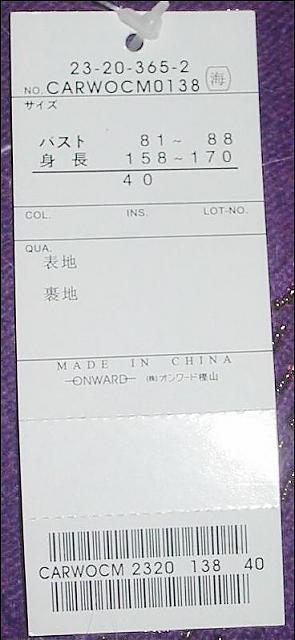 23-20-365-2
NO. CARWOCM0138 海
サイズ
バスト 81~ 88
身長 158~170
40
COL. INS. LOT-NO.
QUA.
表地
裏地
MADE IN CHINA
ONWARD (株)オンワード樫山
CARWOCM 2320 138 40